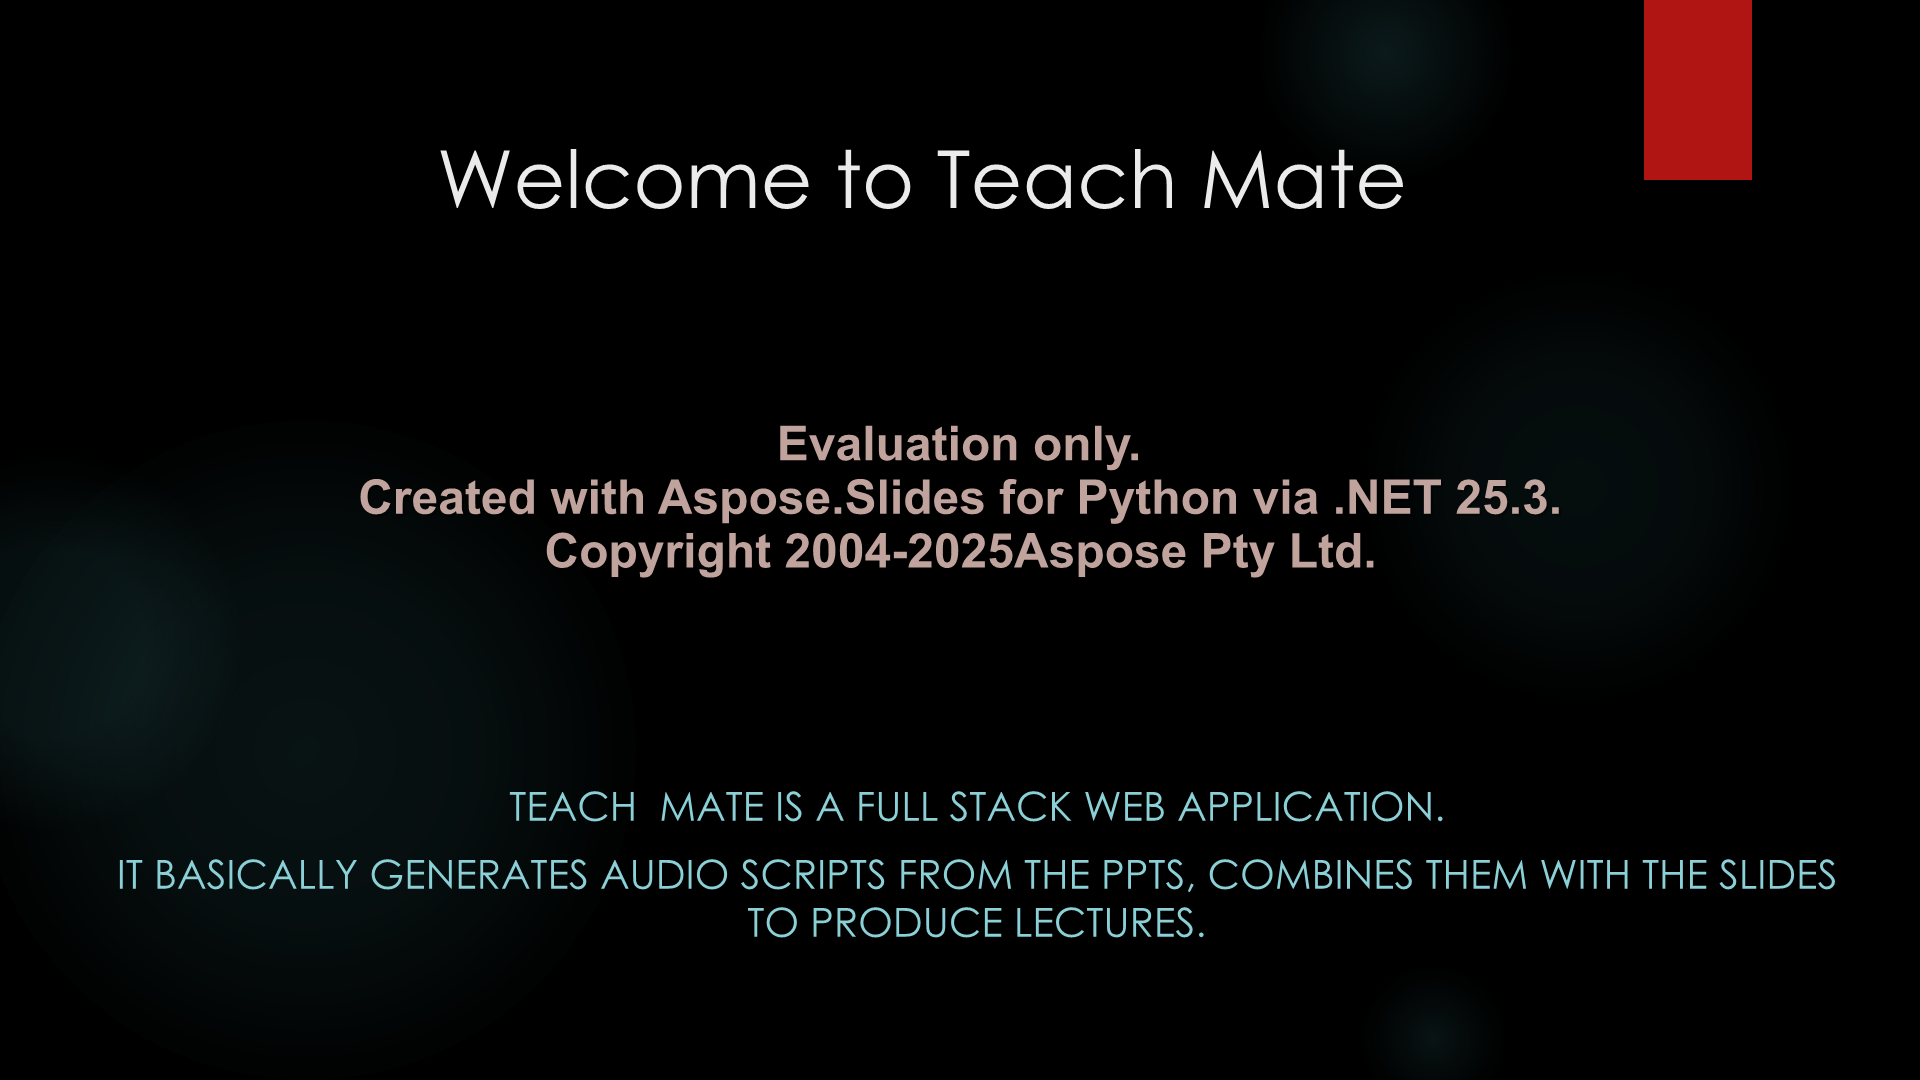 Welcome to Teach Mate
Evaluation only.
Created with Aspose.Slides for Python via .NET 25.3.
Copyright 2004-2025Aspose Pty Ltd.
TEACH  MATE IS A FULL STACK WEB APPLICATION.
IT BASICALLY GENERATES AUDIO SCRIPTS FROM THE PPTS, COMBINES THEM WITH THE SLIDES
TO PRODUCE LECTURES.